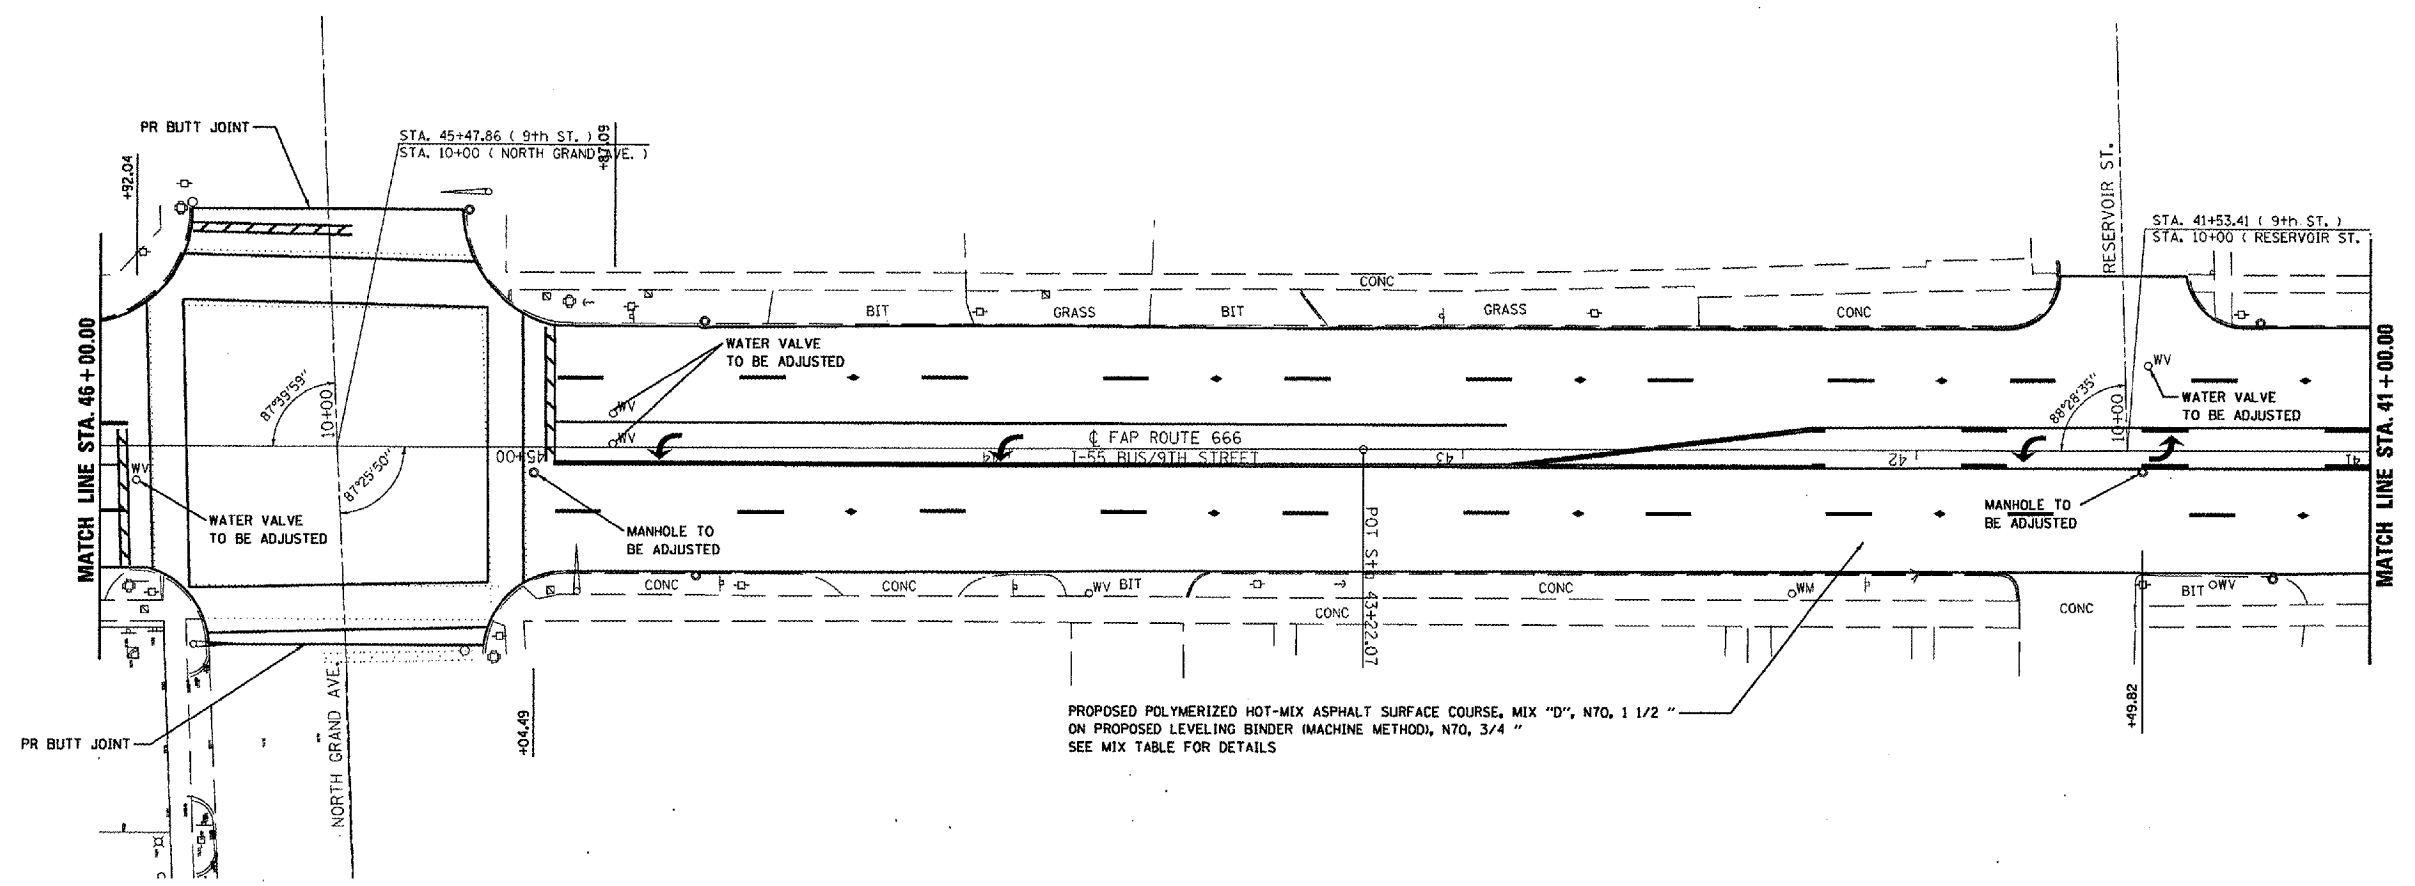 PR BUTT JOINT
STA. 45+47.86 ( 9th ST. )
STA. 10+00 ( NORTH GRAND AVE. )
+92.04
+87.09
RESERVOIR ST.
STA. 41+53.41 ( 9th ST. )
STA. 10+00 ( RESERVOIR ST.
CONC
BIT
GRASS
BIT
GRASS
CONC
MATCH LINE STA. 46+00.00
MATCH LINE STA. 41+00.00
WATER VALVE
TO BE ADJUSTED
WV
WV
WV
WATER VALVE
TO BE ADJUSTED
87°39'59"
10+00
87°25'50"
88°28'35"
10+00
℄ FAP ROUTE 666
I-55 BUS/9TH STREET
45+00
44
43
42
41
WV
WATER VALVE
TO BE ADJUSTED
MANHOLE TO
BE ADJUSTED
MANHOLE TO
BE ADJUSTED
POT Sta 43+22.07
CONC
CONC
WV
BIT
CONC
CONC
WM
CONC
BIT
WV
NORTH GRAND AVE.
PR BUTT JOINT
+04.49
+49.82
PROPOSED POLYMERIZED HOT-MIX ASPHALT SURFACE COURSE, MIX "D", N70, 1 1/2 "
ON PROPOSED LEVELING BINDER (MACHINE METHOD), N70, 3/4 "
SEE MIX TABLE FOR DETAILS